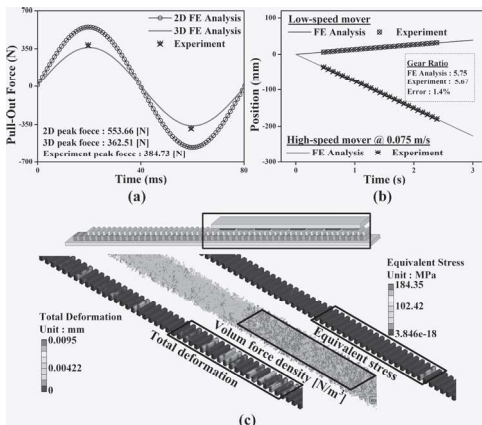 700
350
0
-350
-700
Pull-Out Force (N)
2D FE Analysis
3D FE Analysis
Experiment
2D peak focce : 553.66 [N]
3D peak focce : 362.51 [N]
Experiment peak focce : 384.73 [N]
0 40 80
Time (ms)
(a)
100
0
-100
-200
-300
Position (mm)
Low-speed mover
FE Analysis Experiment
Gear Ratio
FE Analysis : 5.75
Experiment : 5.67
Error : 1.4%
High-speed mover @ 0.075 m/s
FE Analysis Experiment
0 1 2 3
Time (s)
(b)
Equivalent Stress
Unit : MPa
184.35
102.42
3.846e-18
Total Deformation
Unit : mm
0.0095
0.00422
0
Total deformation
Volum force density [N/m³]
Equivalent stress
(c)